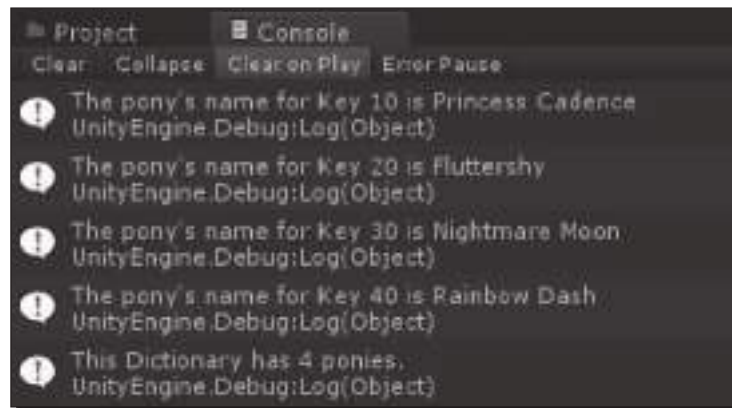 Project Console
Clear Collapse Clear on Play Error Pause
The pony's name for Key 10 is Princess Cadence
UnityEngine.Debug:Log(Object)
The pony's name for Key 20 is Fluttershy
UnityEngine.Debug:Log(Object)
The pony's name for Key 30 is Nightmare Moon
UnityEngine.Debug:Log(Object)
The pony's name for Key 40 is Rainbow Dash
UnityEngine.Debug:Log(Object)
This Dictionary has 4 ponies.
UnityEngine.Debug:Log(Object)